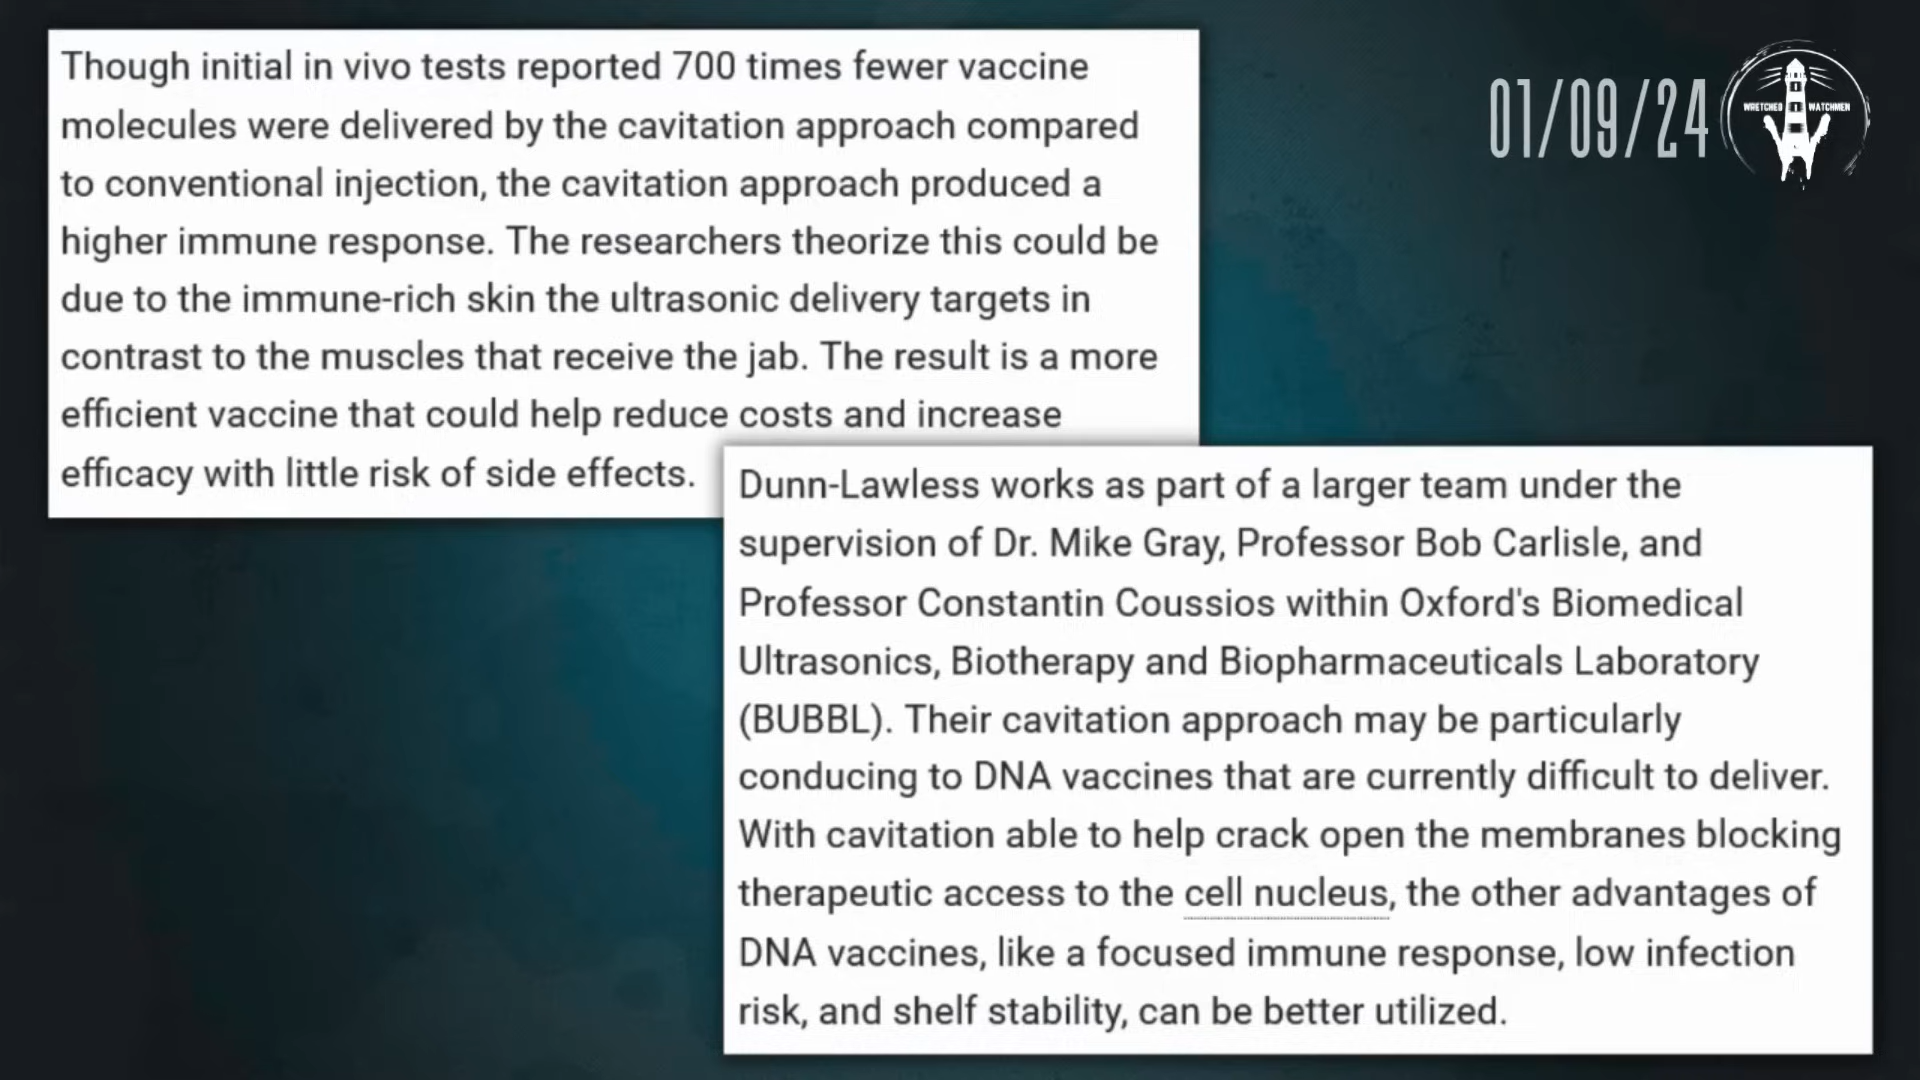 Though initial in vivo tests reported 700 times fewer vaccine
molecules were delivered by the cavitation approach compared
to conventional injection, the cavitation approach produced a
higher immune response. The researchers theorize this could be
due to the immune-rich skin the ultrasonic delivery targets in
contrast to the muscles that receive the jab. The result is a more
efficient vaccine that could help reduce costs and increase
efficacy with little risk of side effects.
01/09/24
WRETCHED WATCHMEN
Dunn-Lawless works as part of a larger team under the
supervision of Dr. Mike Gray, Professor Bob Carlisle, and
Professor Constantin Coussios within Oxford's Biomedical
Ultrasonics, Biotherapy and Biopharmaceuticals Laboratory
(BUBBL). Their cavitation approach may be particularly
conducing to DNA vaccines that are currently difficult to deliver.
With cavitation able to help crack open the membranes blocking
therapeutic access to the cell nucleus, the other advantages of
DNA vaccines, like a focused immune response, low infection
risk, and shelf stability, can be better utilized.